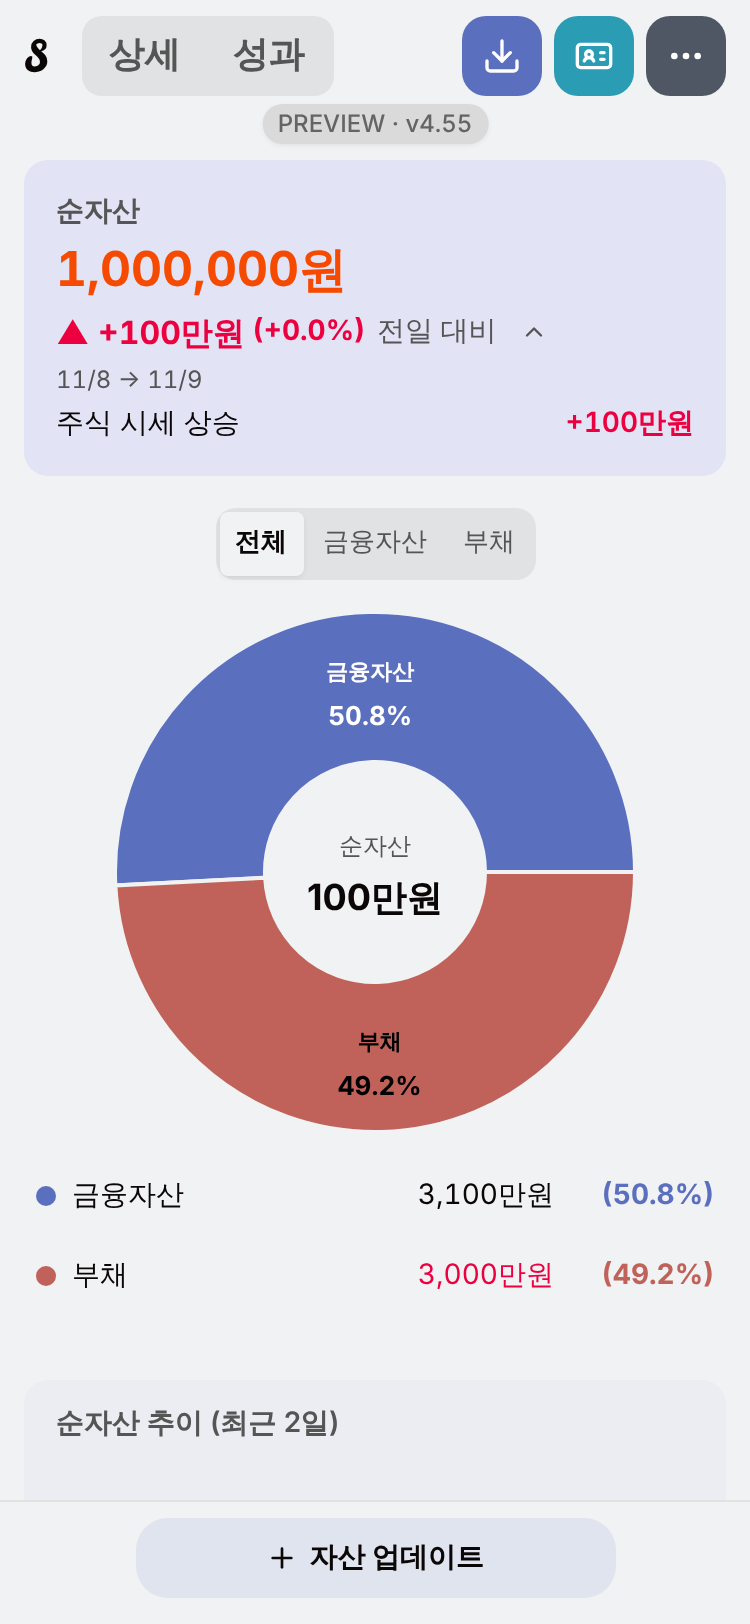 S
상세 성과
PREVIEW · v4.55
순자산
1,000,000원
▲ +100만원 (+0.0%) 전일 대비
11/8 → 11/9
주식 시세 상승 +100만원
전체 금융자산 부채
금융자산
50.8%
순자산
100만원
부채
49.2%
금융자산 3,100만원 (50.8%)
부채 3,000만원 (49.2%)
순자산 추이 (최근 2일)
+ 자산 업데이트